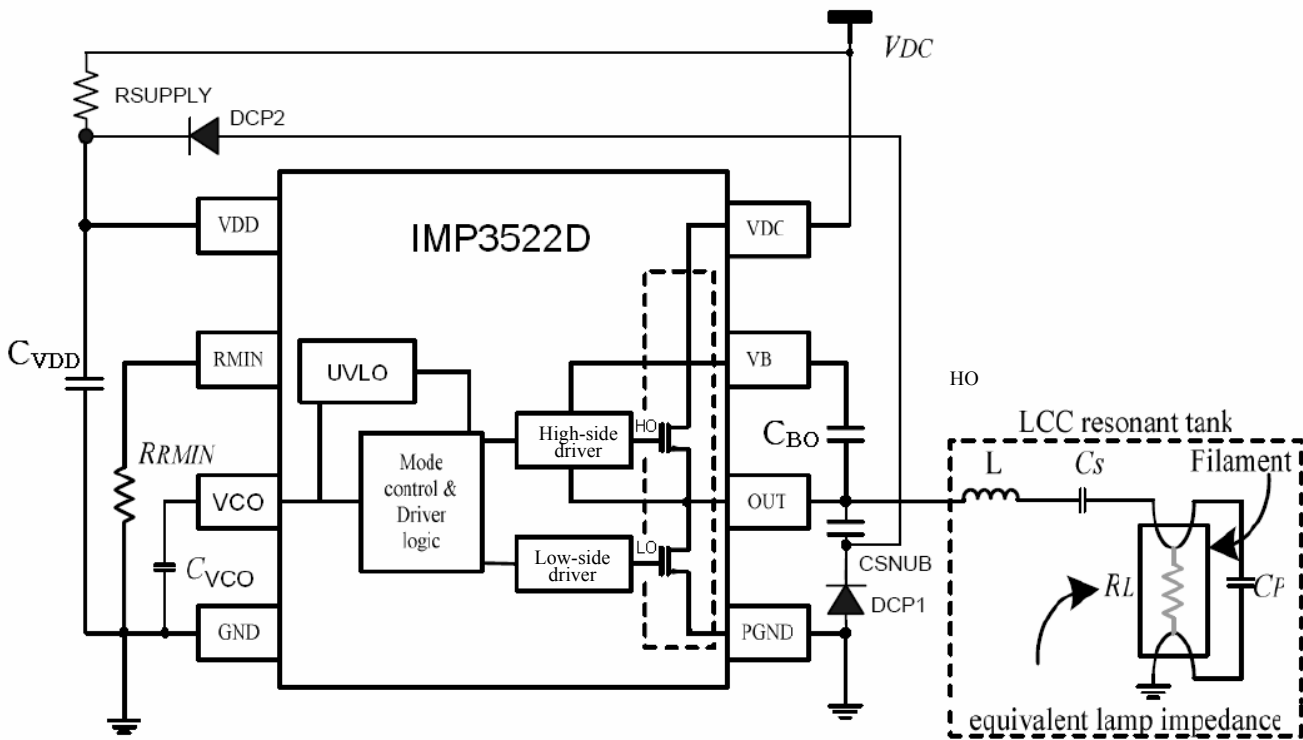 VDC
RSUPPLY
DCP2
VDD
IMP3522D
VDC
CVDD
RMIN
UVLO
VB
HO
LCC resonant tank
RRMIN
Mode
control &
Driver
logic
High-side
driver
HO
CBO
L
Cs
Filament
VCO
OUT
CVCO
Low-side
driver
LO
CSNUB
DCP1
RL
CP
GND
PGND
equivalent lamp impedance